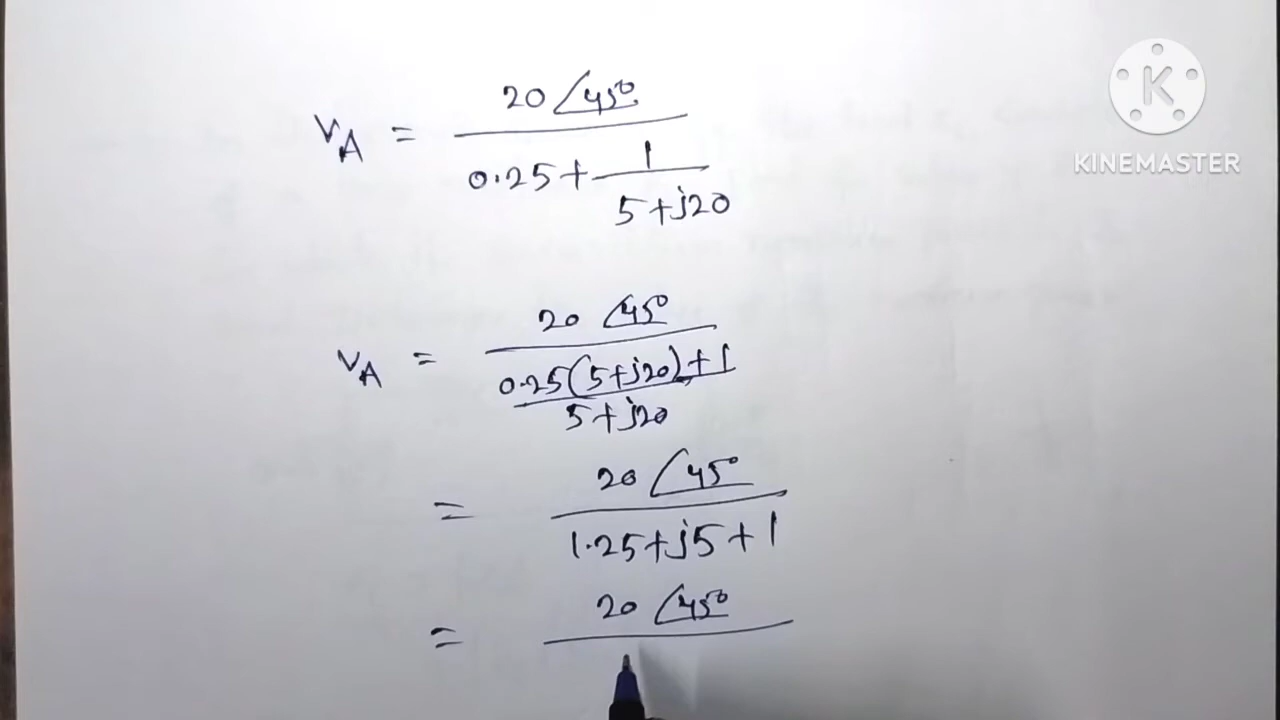 20 ∠45°
V_A = ─────
0.25 + 1
5+j20
KINEMASTER
20 ∠45°
V_A = ─────
0.25(5+j20)+1
5+j20
20 ∠45°
= ─────
1.25+j5+1
20 ∠45°
= ─────